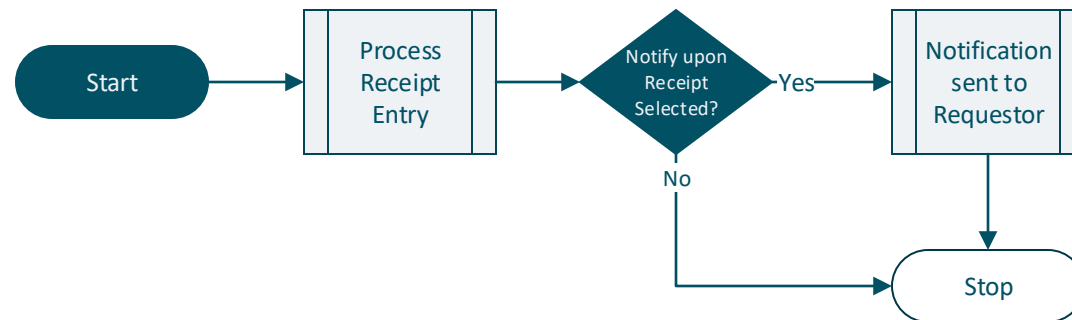 Start
Process
Receipt
Entry
Notify upon
Receipt
Selected?
Yes
Notification
sent to
Requestor
No
Stop